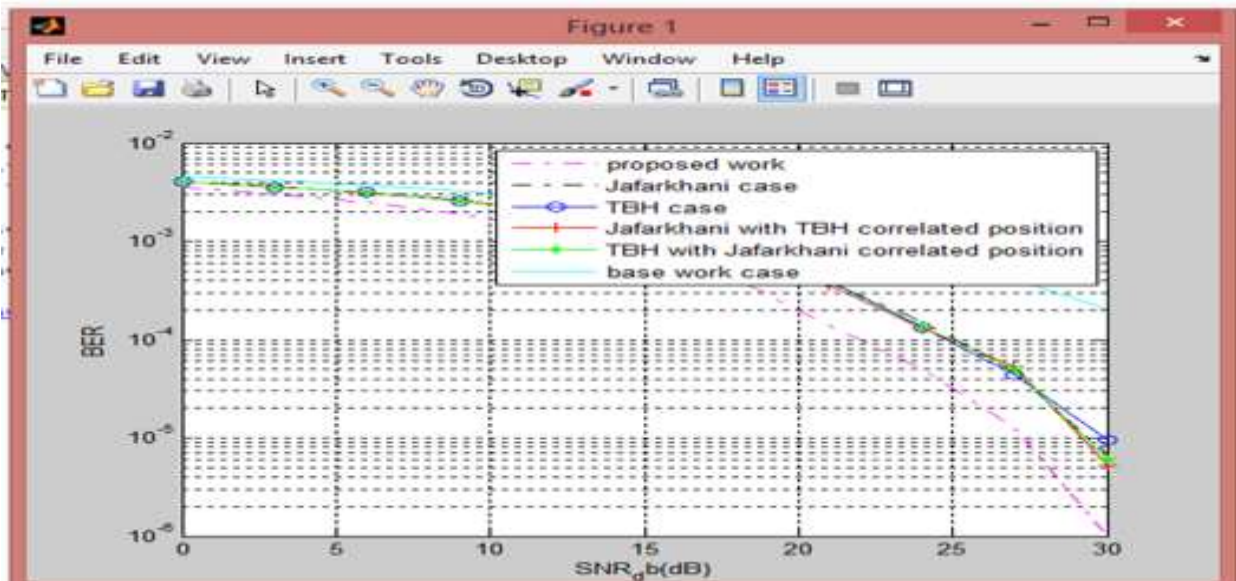 Figure 1
File Edit View Insert Tools Desktop Window Help
10^-2
10^-3
10^-4
10^-5
10^-6
BER
proposed work
Jafarkhani case
TBH case
Jafarkhani with TBH correlated position
TBH with Jafarkhani correlated position
base work case
0 5 10 15 20 25 30
SNR_db(dB)